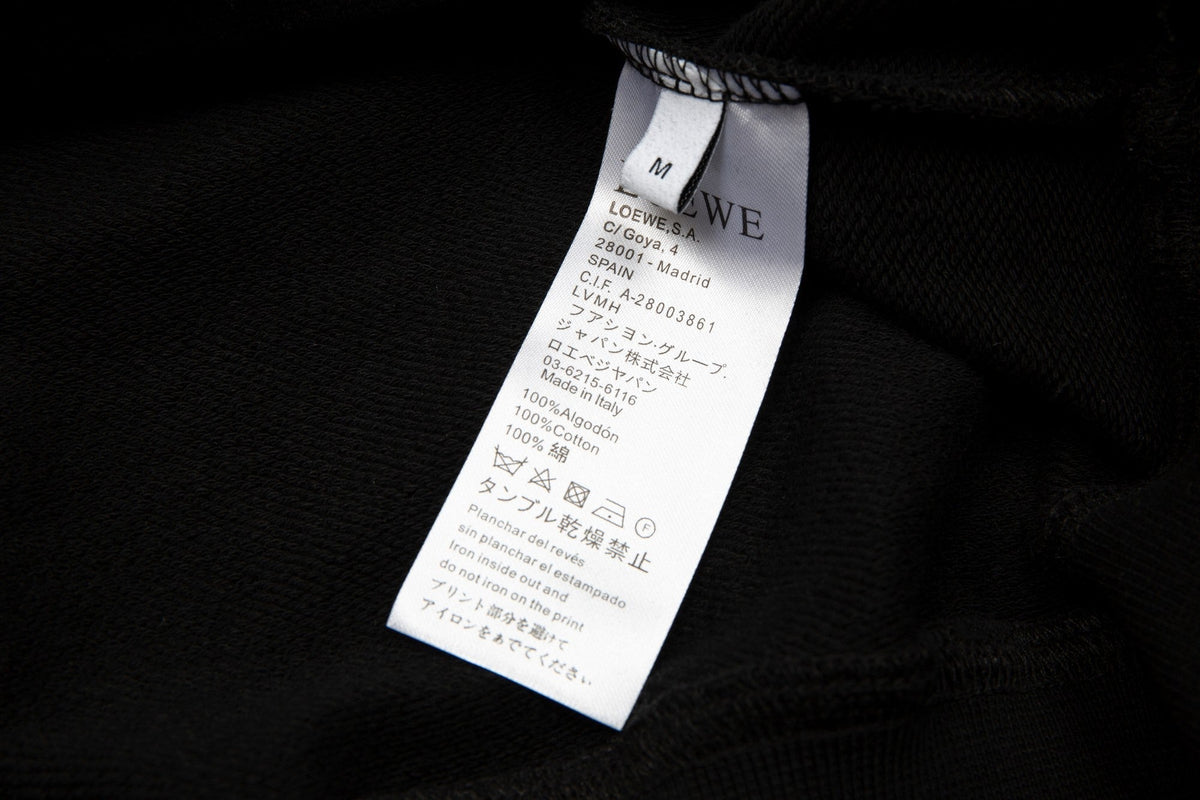 M
LOEWE
LOEWE,S.A.
C/ Goya, 4
28001 - Madrid
SPAIN
C.I.F. A-28003861
LVMH
フアシヨン·グループ.
ジャパン株式会社
ロエベジヤパン
03-6215-6116
Made in Italy
100%Algodón
100%Cotton
100% 綿
F
タンブル乾燥禁止
Planchar del revés
sin planchar el estampado
Iron inside out and
do not iron on the print
プリント部分を避けて
アイロンをあでてください